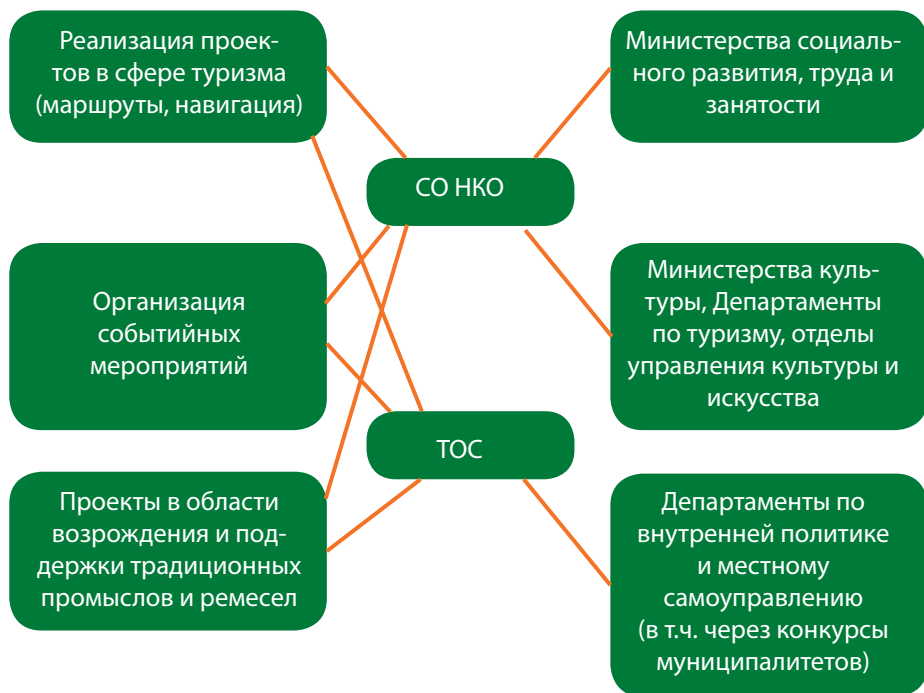 Реализация проек-
тов в сфере туризма
(маршруты, навигация)
Министерства социаль-
ного развития, труда и
занятости
СО НКО
Организация
событийных
мероприятий
Министерства куль-
туры, Департаменты
по туризму, отделы
управления культуры и
искусства
ТОС
Проекты в области
возрождения и под-
держки традиционных
промыслов и ремесел
Департаменты по
внутренней политике
и местному
самоуправлению
(в т.ч. через конкурсы
муниципалитетов)